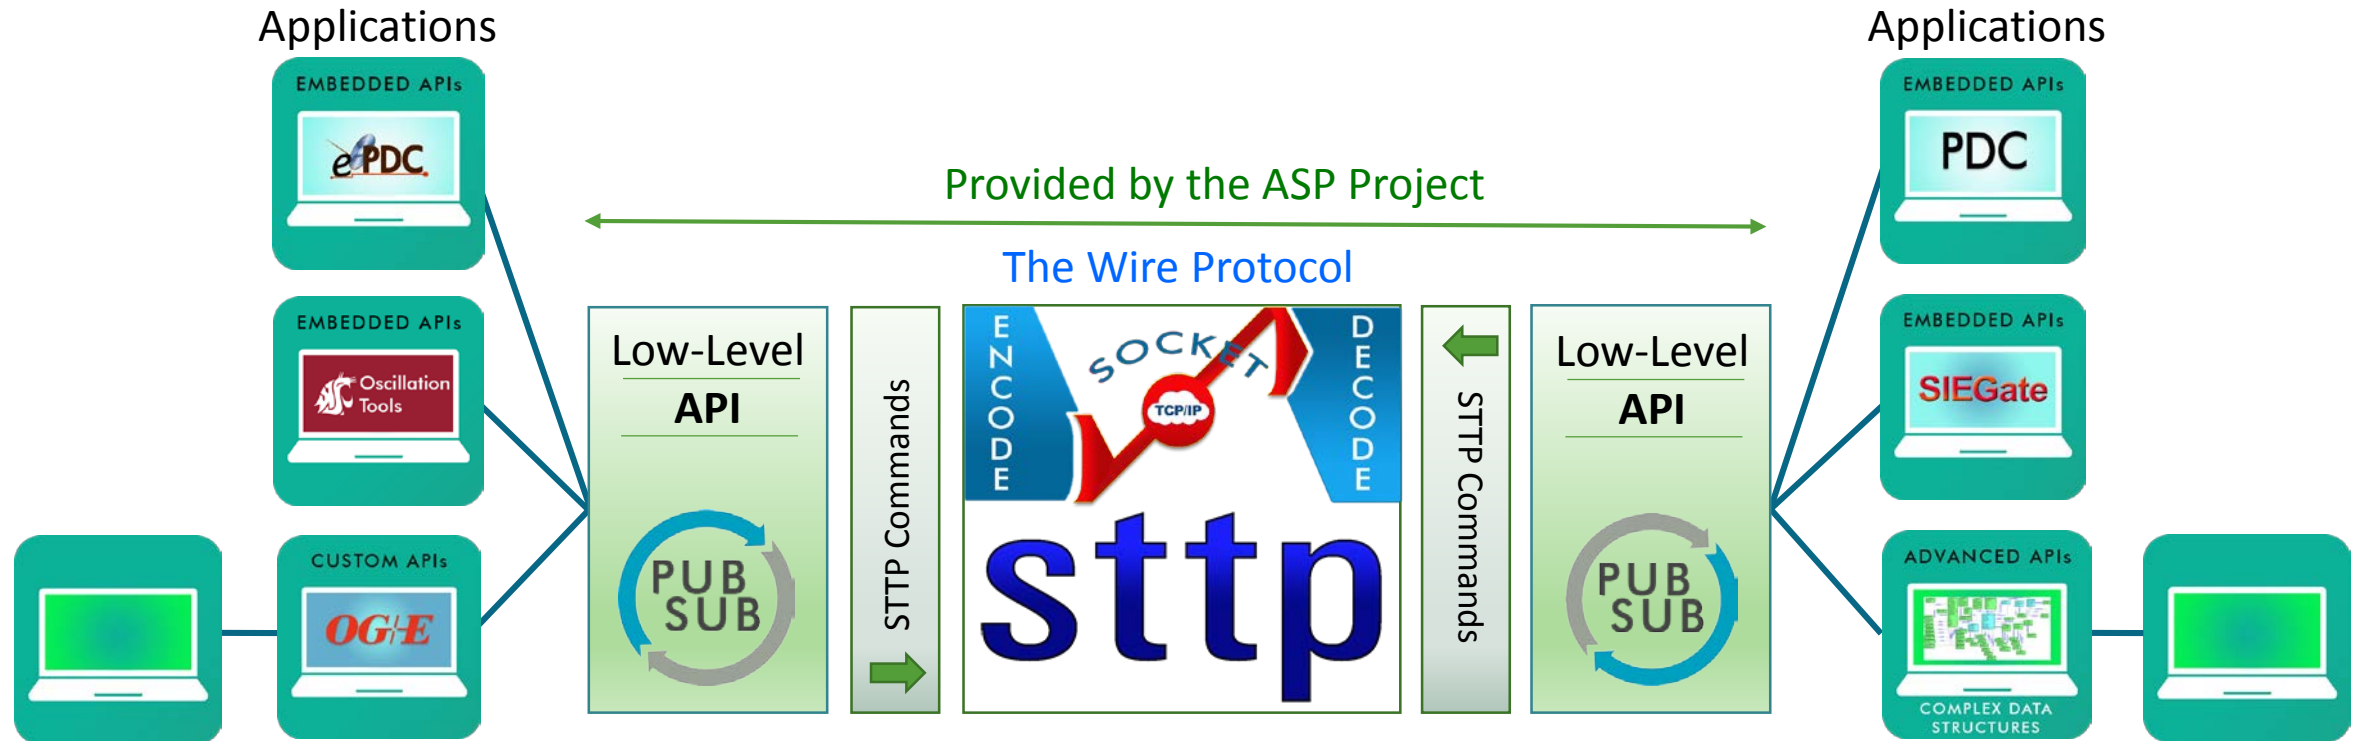 Applications
EMBEDDED APIs
ePDC
EMBEDDED APIs
Oscillation
Tools
CUSTOM APIs
OG+E
Provided by the ASP Project
The Wire Protocol
Low-Level
API
PUB
SUB
STTP Commands
ENCODE
SOCKET
TCP/IP
DECODE
sttp
STTP Commands
Low-Level
API
PUB
SUB
Applications
EMBEDDED APIs
PDC
EMBEDDED APIs
SIEGate
ADVANCED APIs
COMPLEX DATA
STRUCTURES